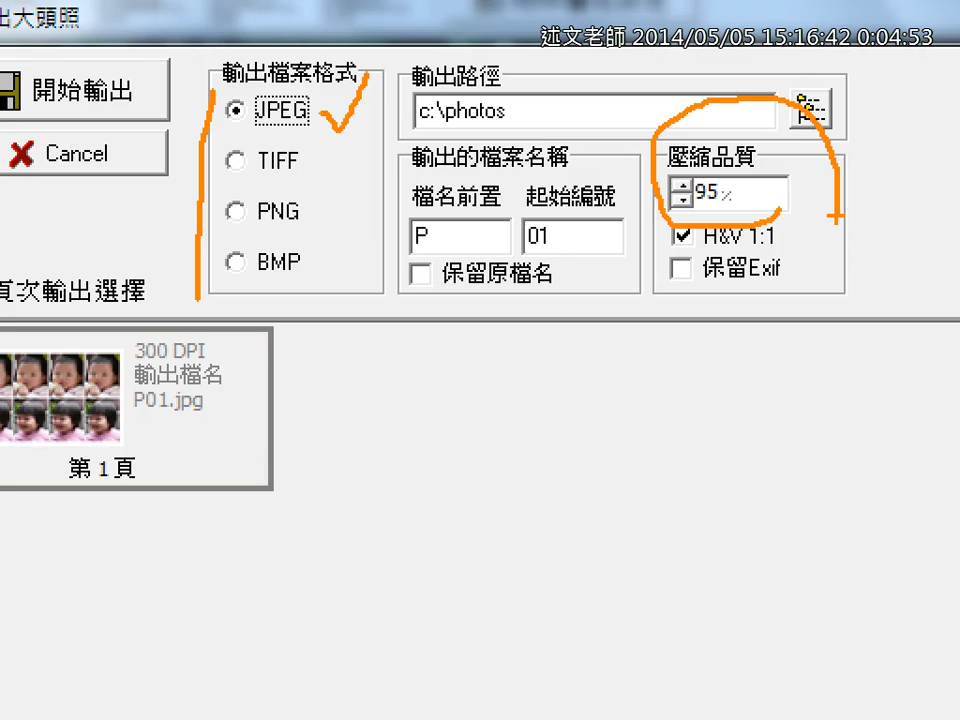 出大頭照
述文老師 2014/05/05 15:16:42 0:04:53
開始輸出
Cancel
頁次輸出選擇
輸出檔案格式
JPEG
TIFF
PNG
BMP
輸出路徑
c:\photos
輸出的檔案名稱
檔名前置 起始編號
P 01
保留原檔名
壓縮品質
95%
H&V 1:1
保留Exif
300 DPI
輸出檔名
P01.jpg
第 1 頁